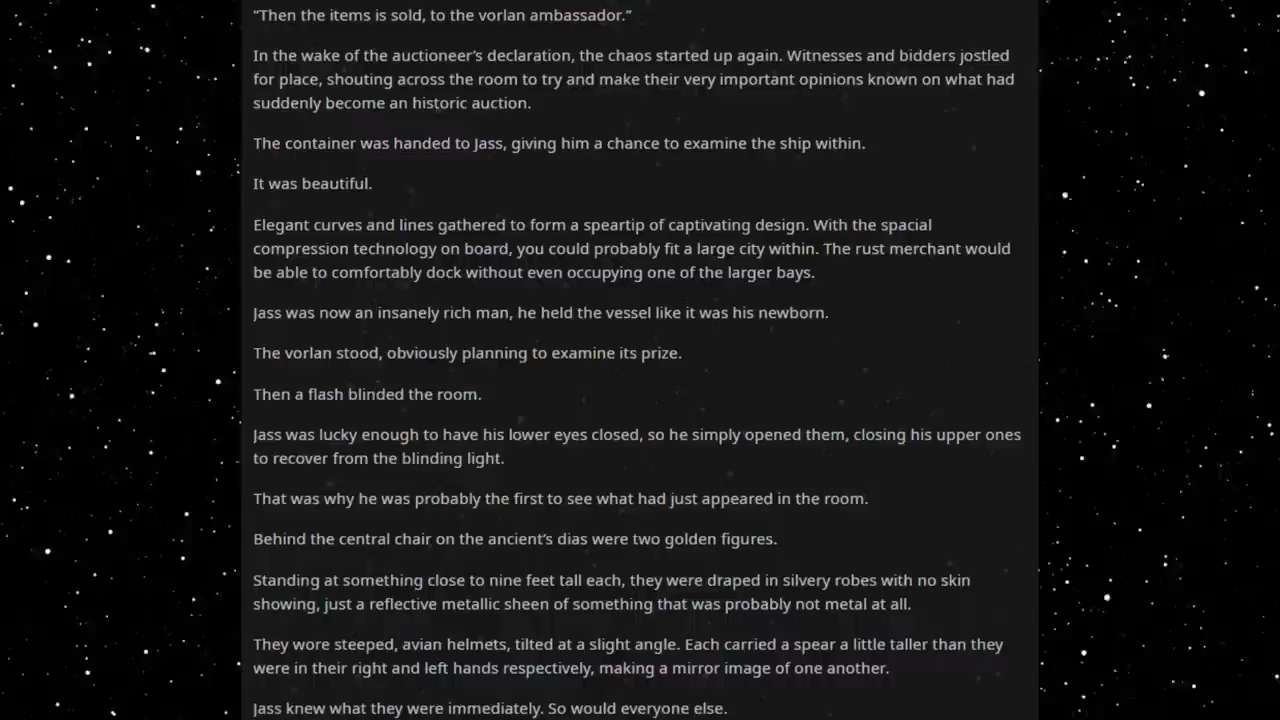 “Then the items is sold, to the vorlan ambassador.”
In the wake of the auctioneer’s declaration, the chaos started up again. Witnesses and bidders jostled
for place, shouting across the room to try and make their very important opinions known on what had
suddenly become an historic auction.
The container was handed to Jass, giving him a chance to examine the ship within.
It was beautiful.
Elegant curves and lines gathered to form a speartip of captivating design. With the spacial
compression technology on board, you could probably fit a large city within. The rust merchant would
be able to comfortably dock without even occupying one of the larger bays.
Jass was now an insanely rich man, he held the vessel like it was his newborn.
The vorlan stood, obviously planning to examine its prize.
Then a flash blinded the room.
Jass was lucky enough to have his lower eyes closed, so he simply opened them, closing his upper ones
to recover from the blinding light.
That was why he was probably the first to see what had just appeared in the room.
Behind the central chair on the ancient’s dias were two golden figures.
Standing at something close to nine feet tall each, they were draped in silvery robes with no skin
showing, just a reflective metallic sheen of something that was probably not metal at all.
They wore steeped, avian helmets, tilted at a slight angle. Each carried a spear a little taller than they
were in their right and left hands respectively, making a mirror image of one another.
Jass knew what they were immediately. So would everyone else.